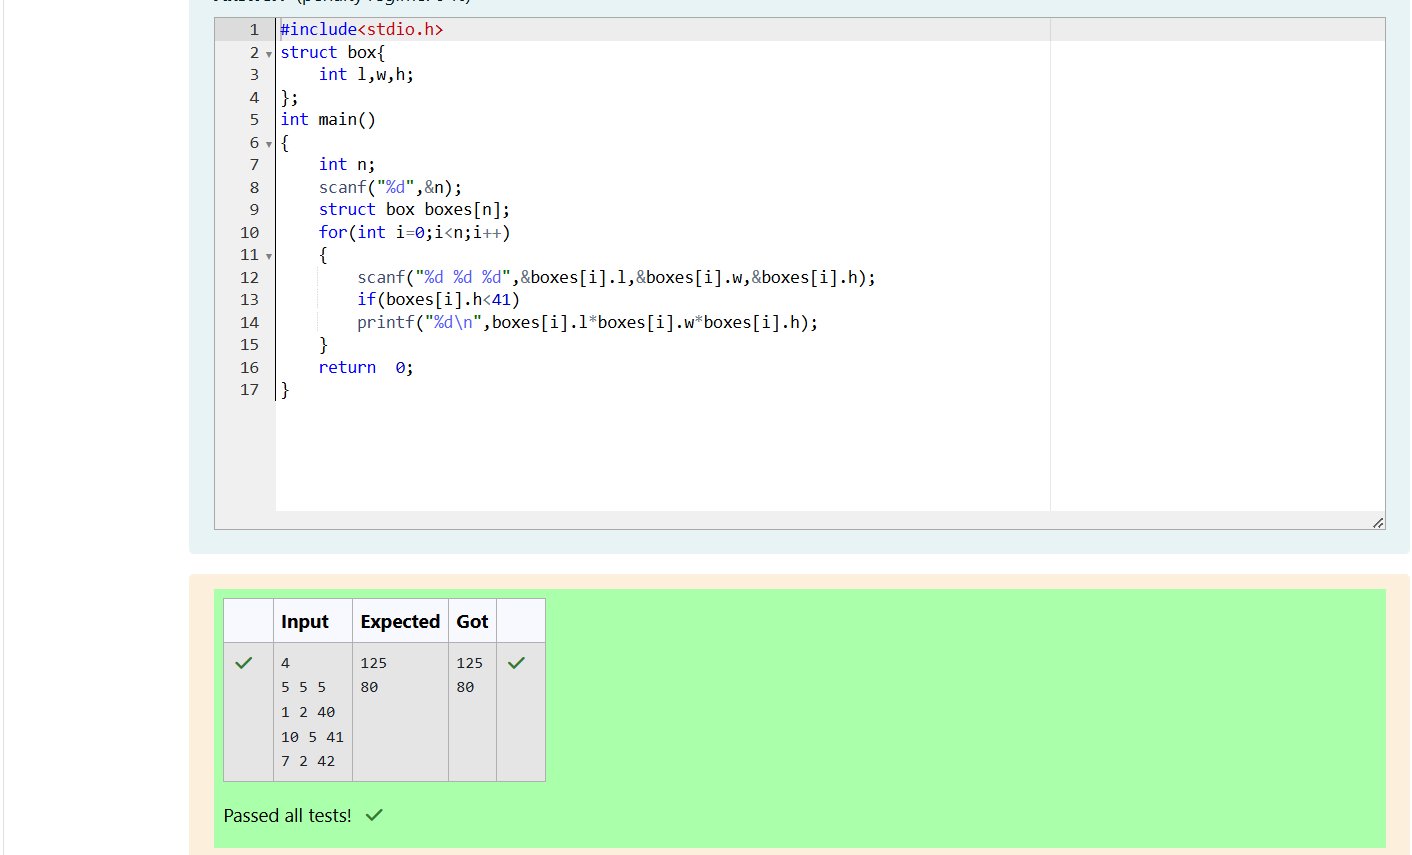 1 #include<stdio.h>
2 struct box{
3     int l,w,h;
4 };
5 int main()
6 {
7     int n;
8     scanf("%d",&n);
9     struct box boxes[n];
10     for(int i=0;i<n;i++)
11     {
12         scanf("%d %d %d",&boxes[i].l,&boxes[i].w,&boxes[i].h);
13         if(boxes[i].h<41)
14         printf("%d\n",boxes[i].l*boxes[i].w*boxes[i].h);
15     }
16     return  0;
17 }
Input Expected Got
4 125 125
5 5 5 80 80
1 2 40
10 5 41
7 2 42
Passed all tests!